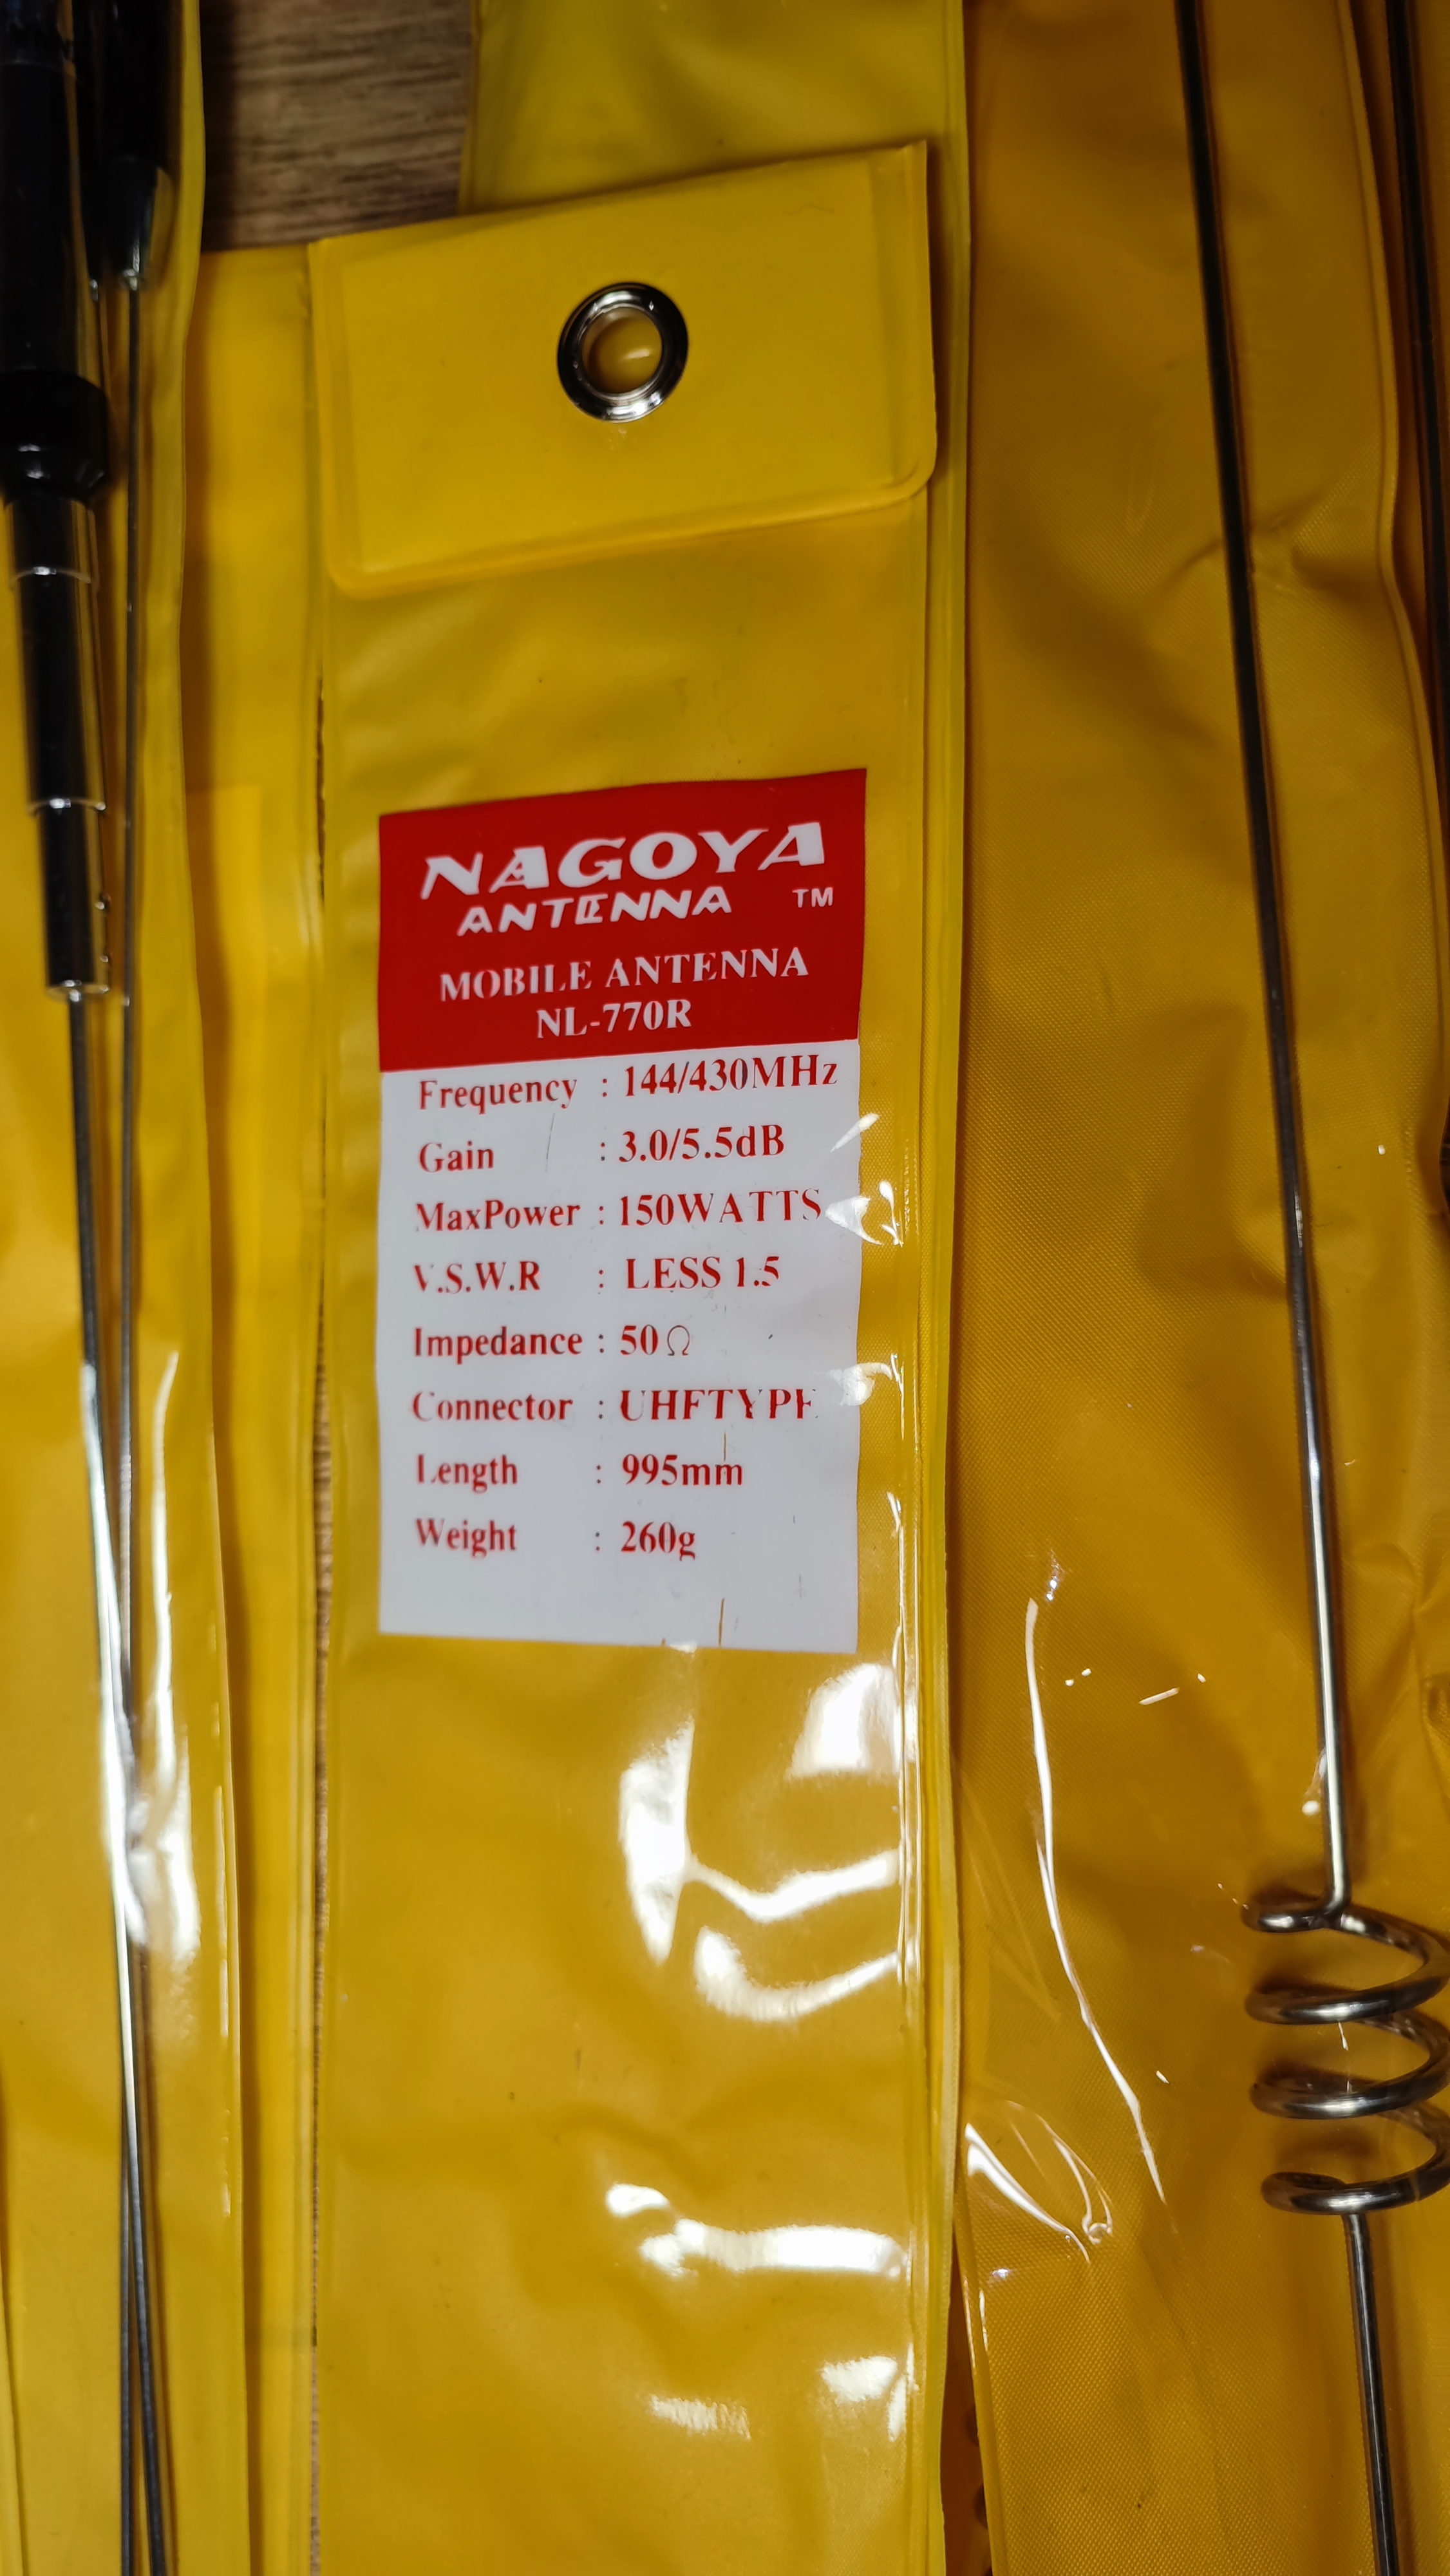 NAGOYA
ANTENNA TM
MOBILE ANTENNA
NL-770R
Frequency : 144/430MHz
Gain : 3.0/5.5dB
MaxPower : 150WATTS
V.S.W.R : LESS 1.5
Impedance : 50Ω
Connector : UHFTYPE
Length : 995mm
Weight : 260g